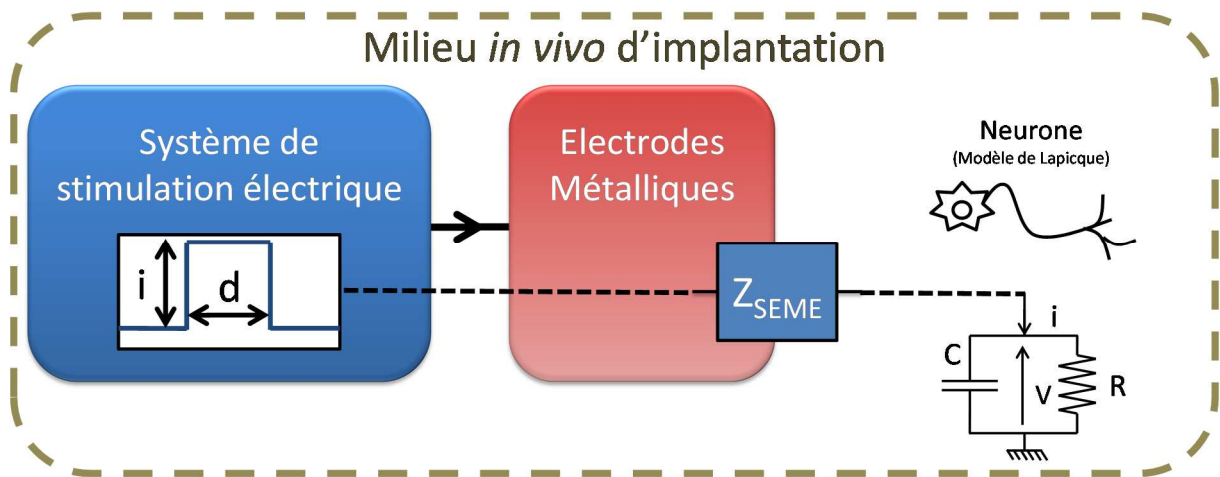 Milieu in vivo d'implantation
Système de
stimulation électrique
i
d
Electrodes
Métalliques
Z_SEME
Neurone
(Modèle de Lapicque)
i
C
V
R